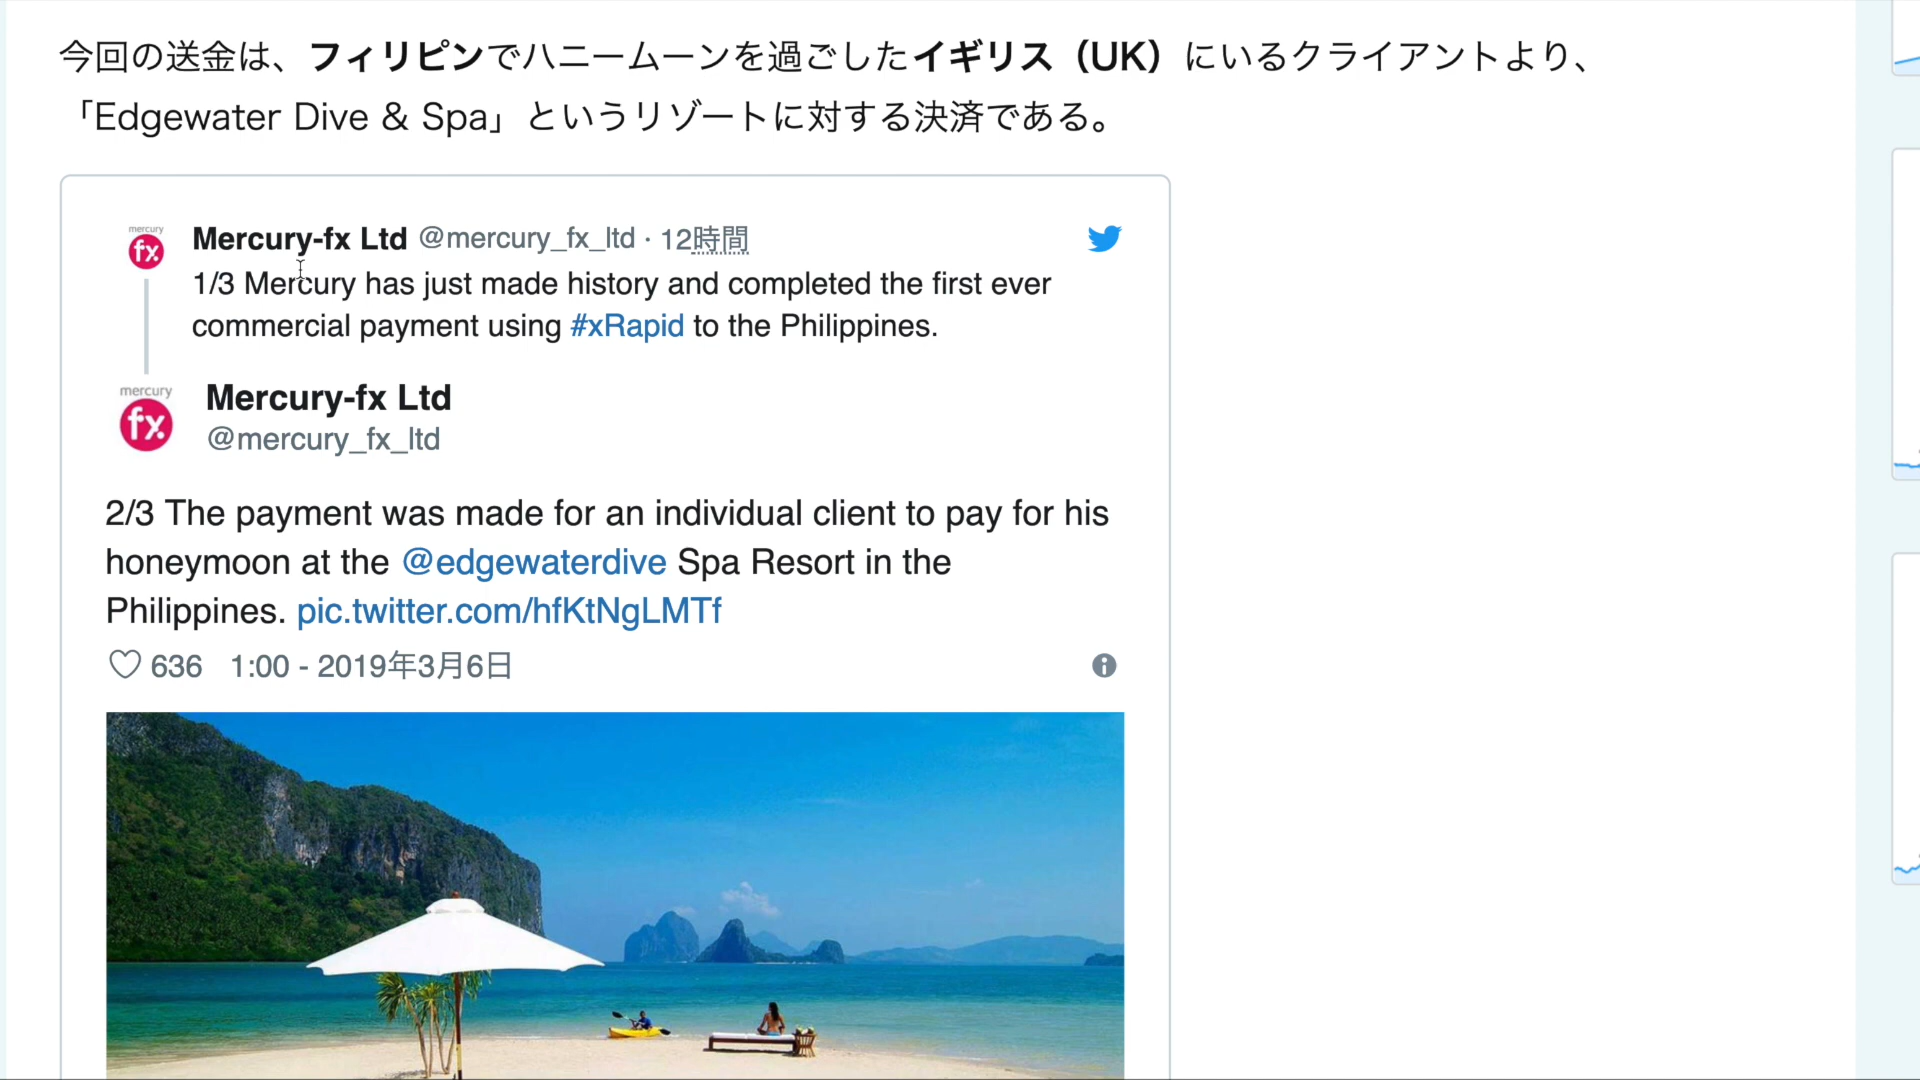 今回の送金は、フィリピンでハニームーンを過ごしたイギリス（UK）にいるクライアントより、
「Edgewater Dive & Spa」というリゾートに対する決済である。
mercury
fx
Mercury-fx Ltd @mercury_fx_ltd · 12時間
1/3 Mercury has just made history and completed the first ever
commercial payment using #xRapid to the Philippines.
mercury
fx
Mercury-fx Ltd
@mercury_fx_ltd
2/3 The payment was made for an individual client to pay for his
honeymoon at the @edgewaterdive Spa Resort in the
Philippines. pic.twitter.com/hfKtNgLMTf
636 1:00 - 2019年3月6日